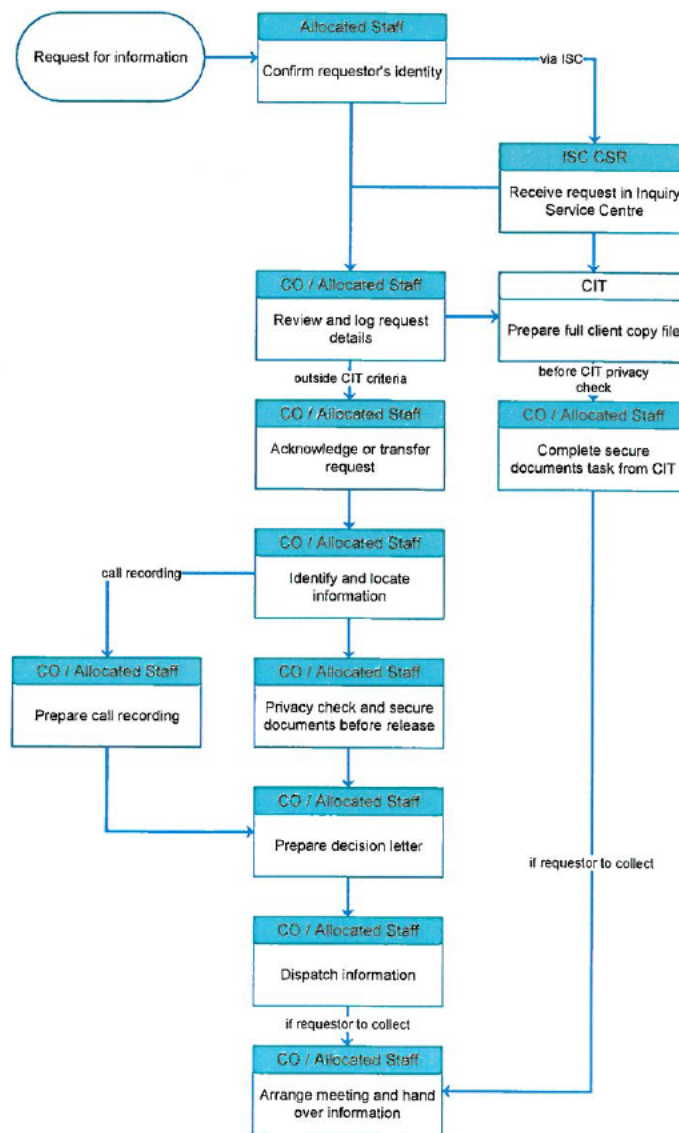 Allocated Staff
Request for information
Confirm requestor's identity
via ISC
ISC CSR
Receive request in Inquiry
Service Centre
CO / Allocated Staff
Review and log request
details
CIT
Prepare full client copy file
outside CIT criteria
before CIT privacy
check
CO / Allocated Staff
Acknowledge or transfer
request
CO / Allocated Staff
Complete secure
documents task from CIT
CO / Allocated Staff
Identify and locate
information
call recording
CO / Allocated Staff
Prepare call recording
CO / Allocated Staff
Privacy check and secure
documents before release
CO / Allocated Staff
Prepare decision letter
if requestor to collect
CO / Allocated Staff
Dispatch information
if requestor to collect
CO / Allocated Staff
Arrange meeting and hand
over information